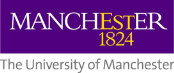 MANCHESTER
1824
The University of Manchester